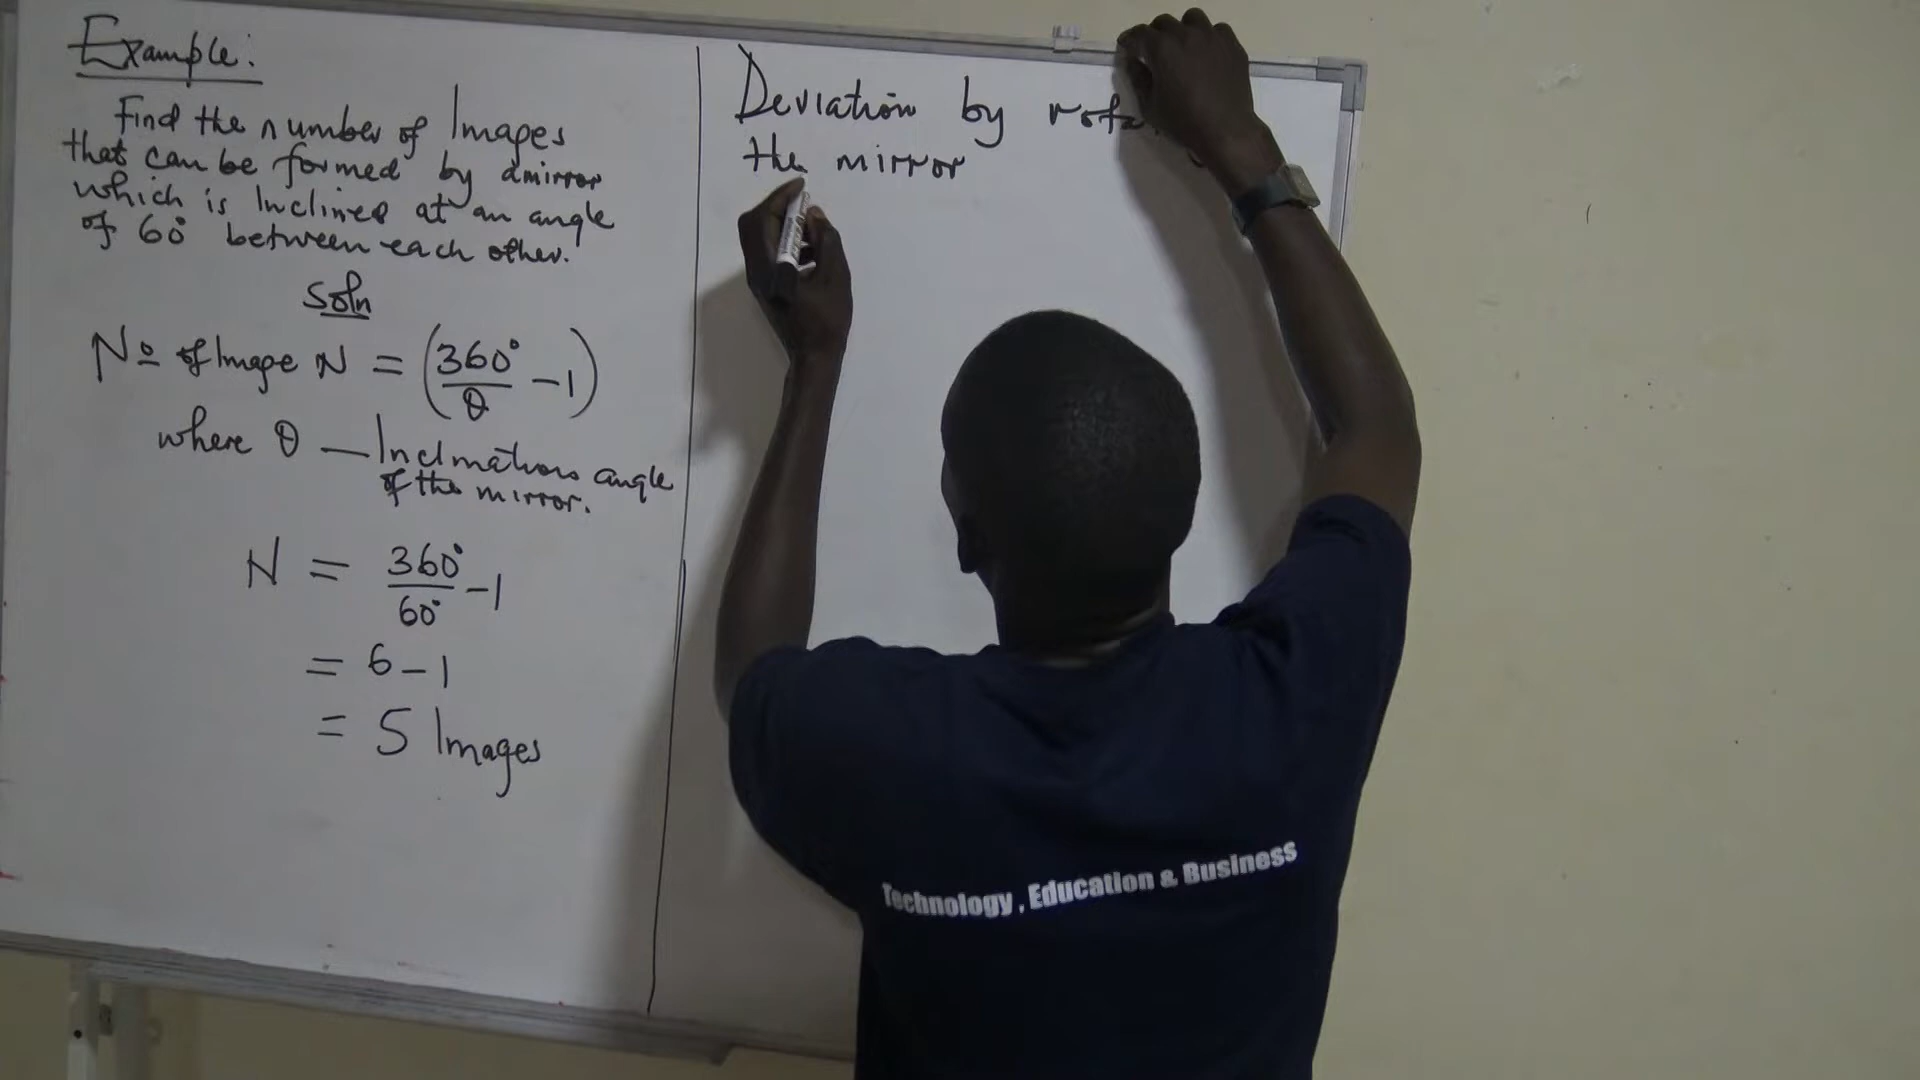 Example:
Find the number of Images
that can be formed by a mirror
which is Inclined at an angle
of 60° between each other.
Soln
No of Image N = (360°/θ - 1)
where θ — Inclinations angle
of the mirror.
N = 360°/60° - 1
= 6 - 1
= 5 Images
Deviation by
the mirror
Technology , Education & Business